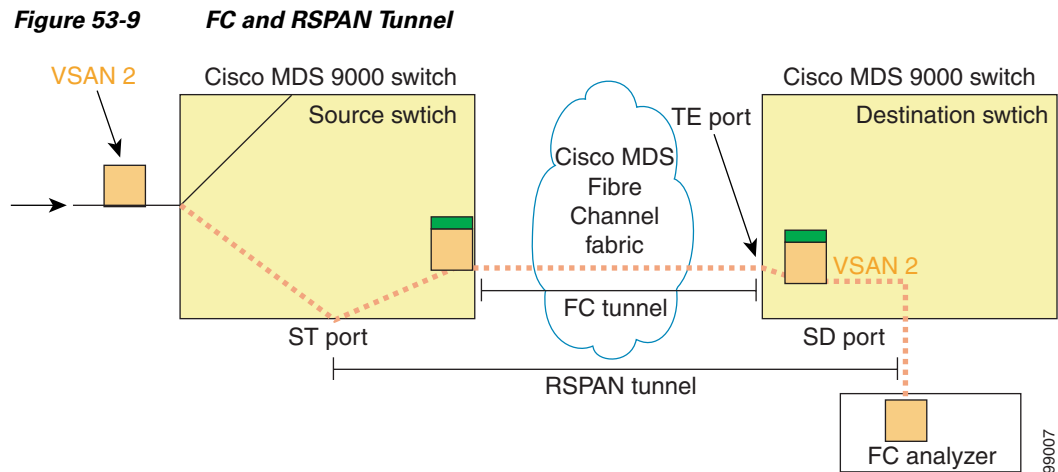 Figure 53-9 FC and RSPAN Tunnel
VSAN 2
Cisco MDS 9000 switch
Cisco MDS 9000 switch
Source swtich
TE port
Destination swtich
Cisco MDS
Fibre
Channel
fabric
VSAN 2
FC tunnel
ST port
SD port
RSPAN tunnel
FC analyzer
99007